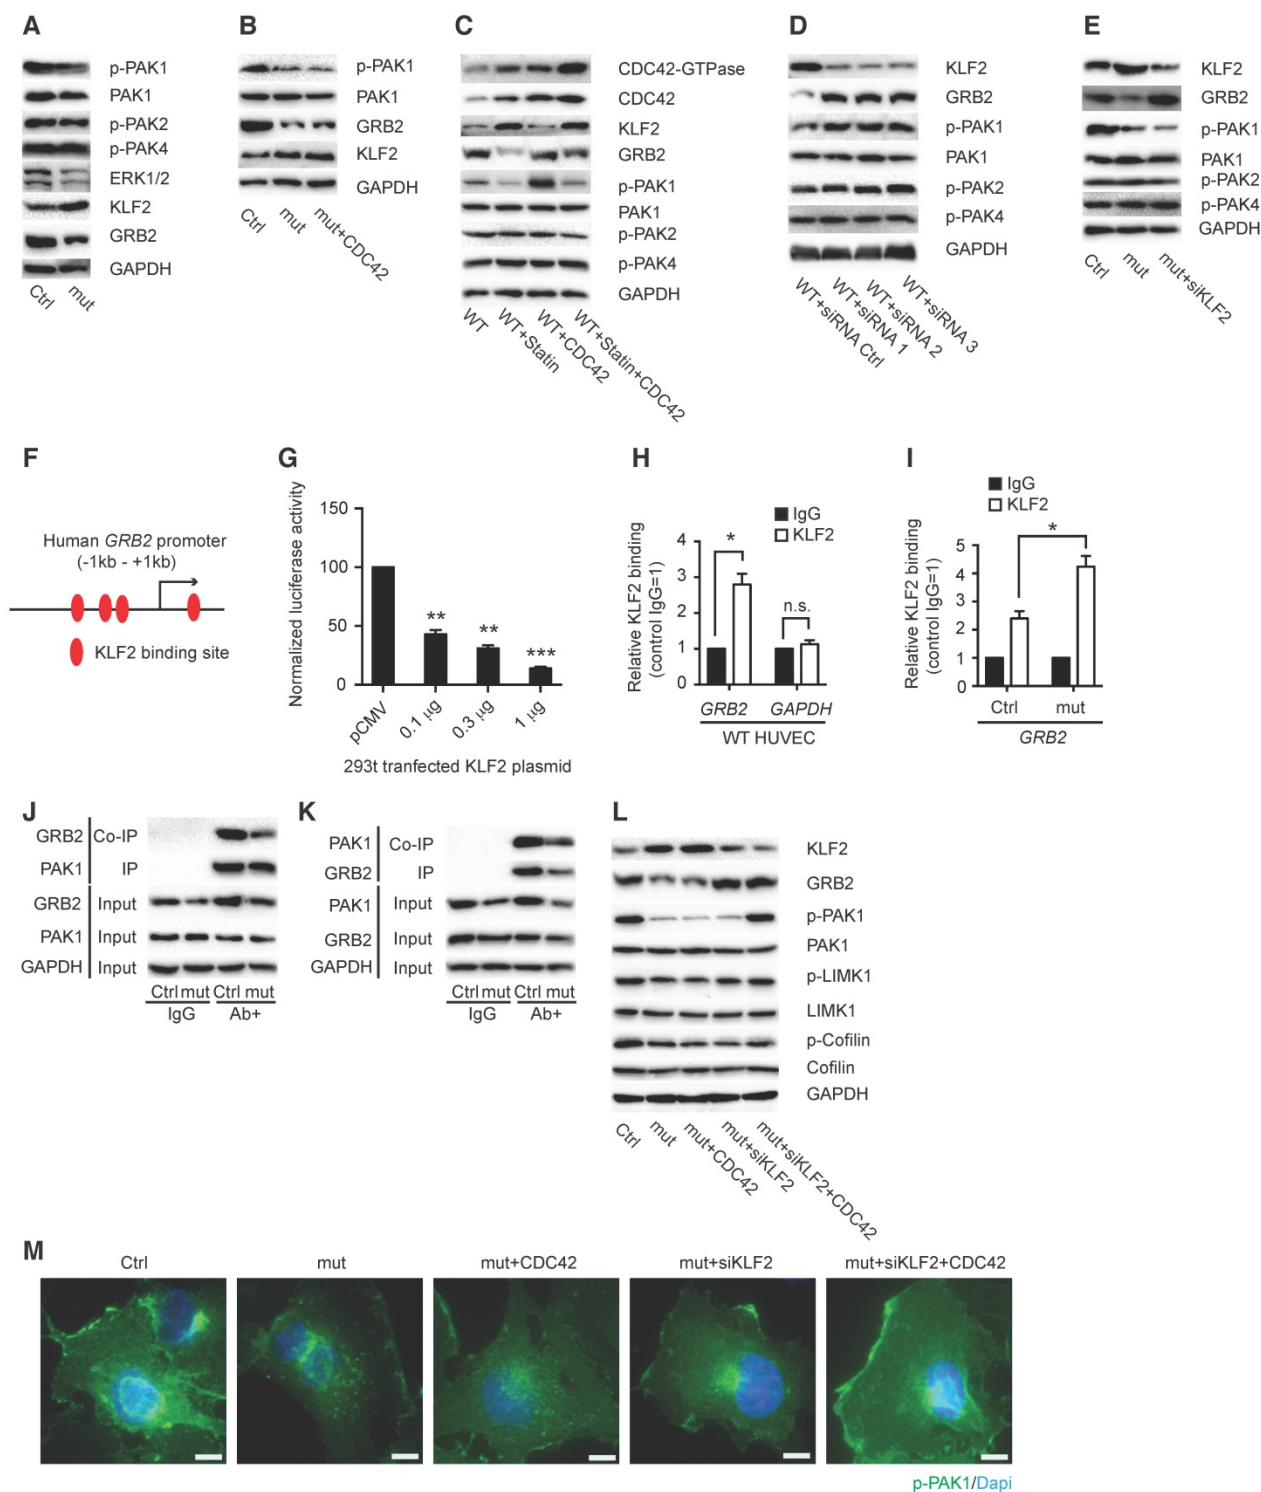 A
p-PAK1
PAK1
p-PAK2
p-PAK4
ERK1/2
KLF2
GRB2
GAPDH
Ctrl
mut
B
p-PAK1
PAK1
GRB2
KLF2
GAPDH
Ctrl
mut
mut+CDC42
C
CDC42-GTPase
CDC42
KLF2
GRB2
p-PAK1
PAK1
p-PAK2
p-PAK4
GAPDH
WT
WT+Statin
WT+CDC42
WT+Statin+CDC42
D
KLF2
GRB2
p-PAK1
PAK1
p-PAK2
p-PAK4
GAPDH
WT+siRNA Ctrl
WT+siRNA 1
WT+siRNA 2
WT+siRNA 3
E
KLF2
GRB2
p-PAK1
PAK1
p-PAK2
p-PAK4
GAPDH
Ctrl
mut
mut+siKLF2
F
Human GRB2 promoter
(-1kb - +1kb)
KLF2 binding site
G
Normalized luciferase activity
150
100
50
0
**
**
***
pCMV
0.1 µg
0.3 µg
1 µg
293t tranfected KLF2 plasmid
H
IgG
KLF2
Relative KLF2 binding
(control IgG=1)
4
3
2
1
0
*
n.s.
GRB2
GAPDH
WT HUVEC
I
IgG
KLF2
Relative KLF2 binding
(control IgG=1)
5
4
3
2
1
0
*
Ctrl
mut
GRB2
J
GRB2 Co-IP
PAK1 IP
GRB2 Input
PAK1 Input
GAPDH Input
Ctrl mut Ctrl mut
IgG Ab+
K
PAK1 Co-IP
GRB2 IP
PAK1 Input
GRB2 Input
GAPDH Input
Ctrl mut Ctrl mut
IgG Ab+
L
KLF2
GRB2
p-PAK1
PAK1
p-LIMK1
LIMK1
p-Cofilin
Cofilin
GAPDH
Ctrl
mut
mut+CDC42
mut+siKLF2
mut+siKLF2+CDC42
M
Ctrl
mut
mut+CDC42
mut+siKLF2
mut+siKLF2+CDC42
p-PAK1/Dapi